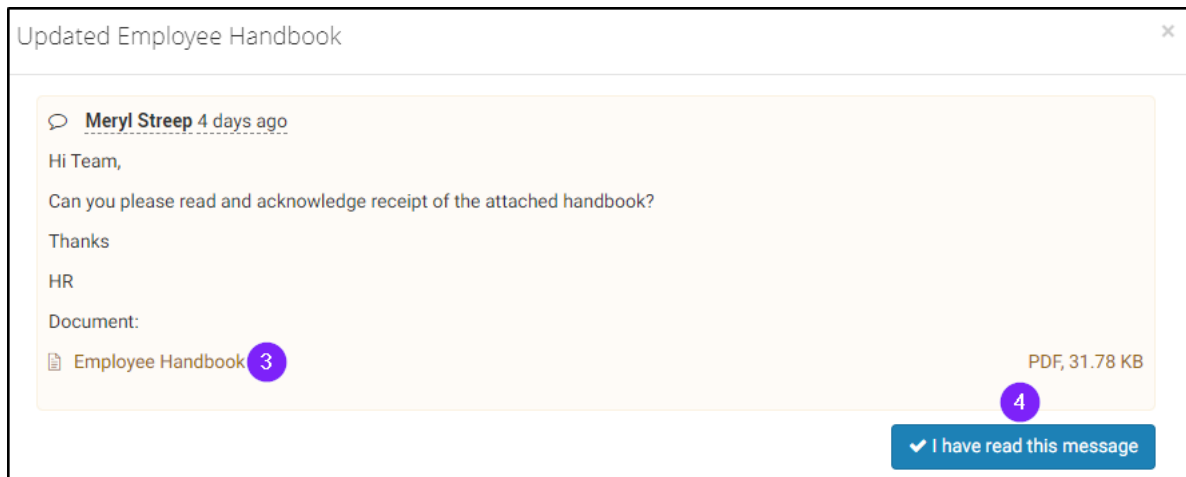 Updated Employee Handbook ×
Meryl Streep 4 days ago
Hi Team,
Can you please read and acknowledge receipt of the attached handbook?
Thanks
HR
Document:
Employee Handbook 3 PDF, 31.78 KB
4
I have read this message